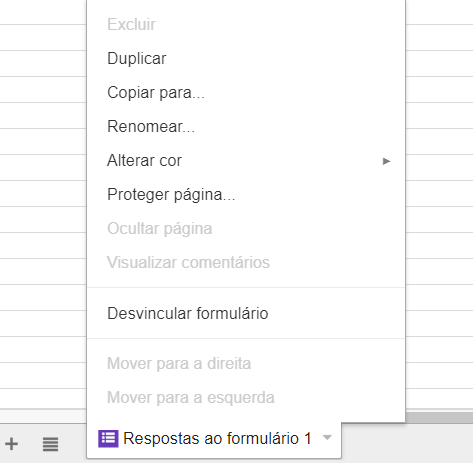 Excluir
Duplicar
Copiar para...
Renomear...
Alterar cor
Proteger página...
Ocultar página
Visualizar comentários
Desvincular formulário
Mover para a direita
Mover para a esquerda
Respostas ao formulário 1